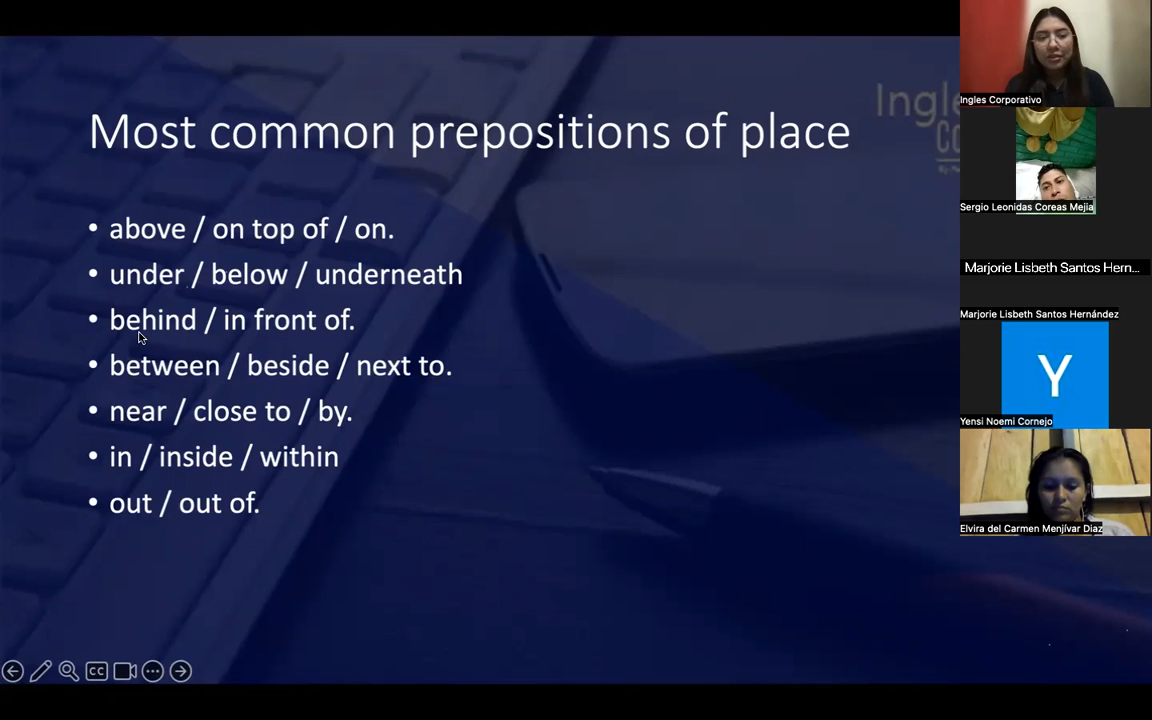 Most common prepositions of place
• above / on top of / on.
• under / below / underneath
• behind / in front of.
• between / beside / next to.
• near / close to / by.
• in / inside / within
• out / out of.
CC
Ingles Corporativo
Sergio Leonidas Coreas Mejia
Marjorie Lisbeth Santos Hern...
Marjorie Lisbeth Santos Hernández
Y
Yensi Noemi Cornejo
Elvira del Carmen Menjívar Diaz